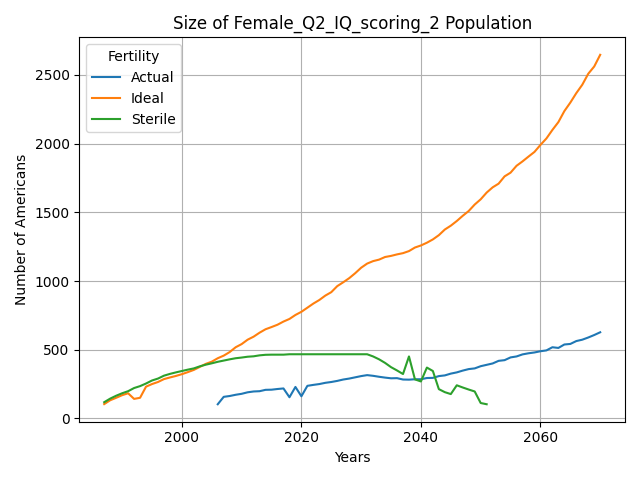 Size of Female_Q2_IQ_scoring_2 Population
Fertility
Actual
Ideal
Sterile
Number of Americans
2500
2000
1500
1000
500
0
2000
2020
2040
2060
Years